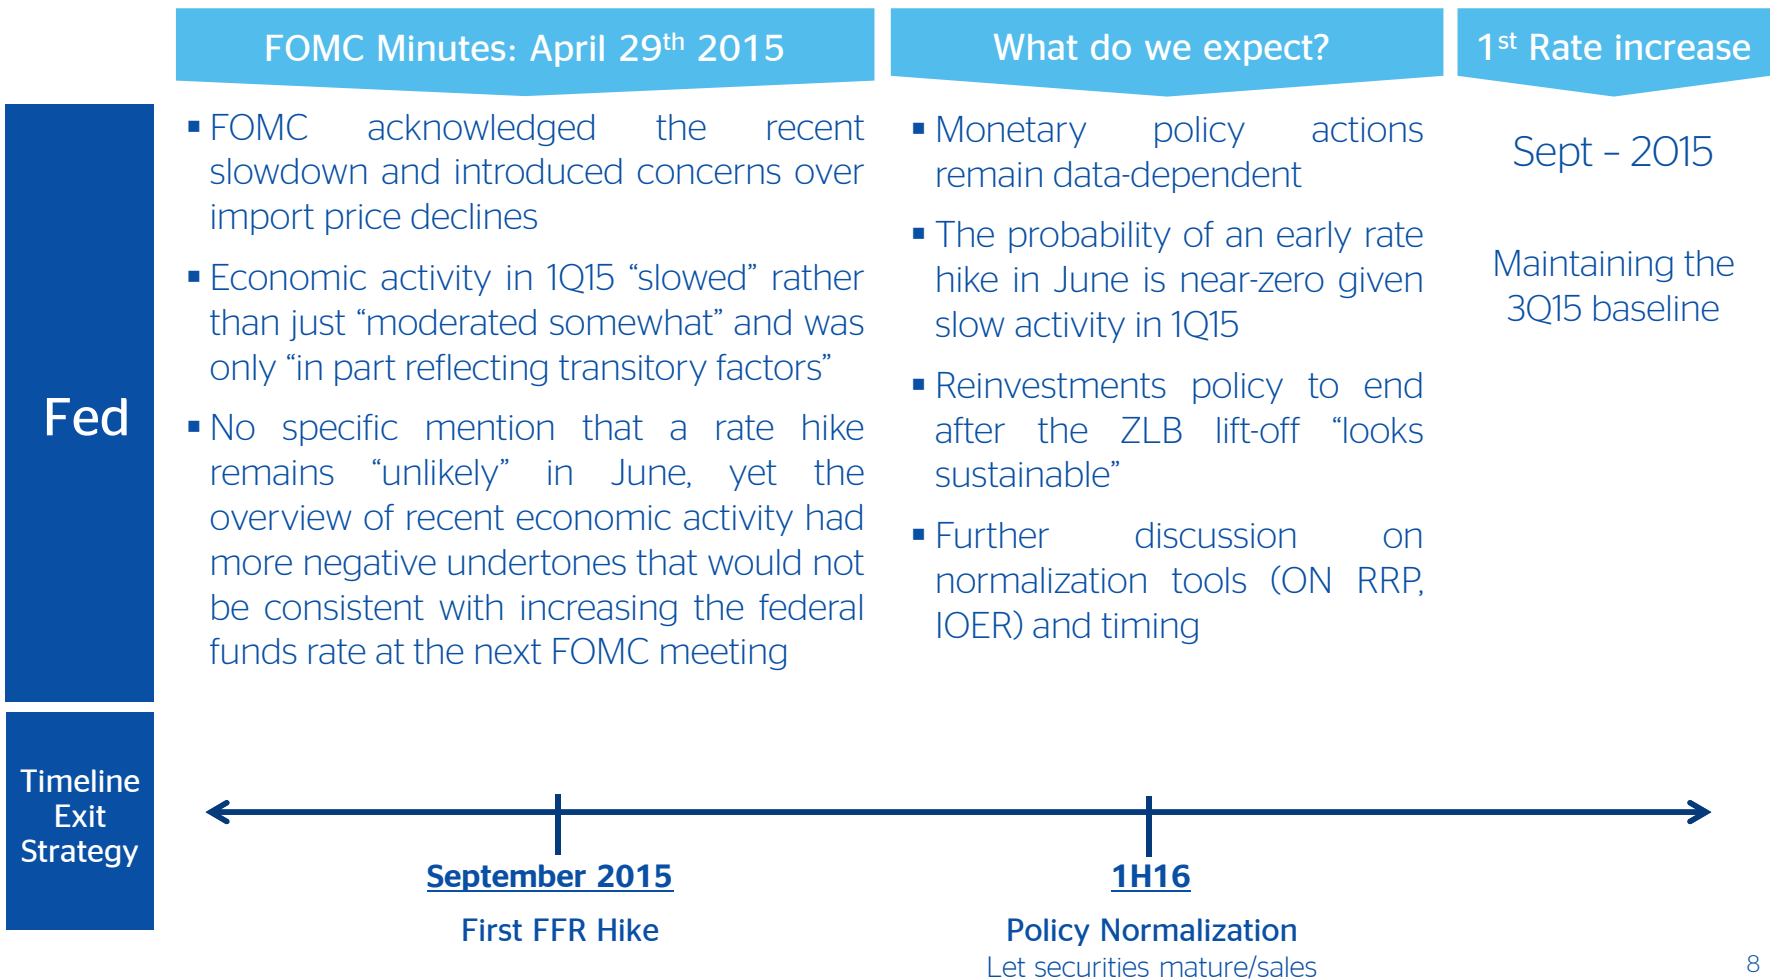 FOMC Minutes: April 29th 2015
What do we expect?
1st Rate increase
Fed
▪ FOMC acknowledged the recent
slowdown and introduced concerns over
import price declines
▪ Economic activity in 1Q15 “slowed” rather
than just “moderated somewhat” and was
only “in part reflecting transitory factors”
▪ No specific mention that a rate hike
remains “unlikely” in June, yet the
overview of recent economic activity had
more negative undertones that would not
be consistent with increasing the federal
funds rate at the next FOMC meeting
▪ Monetary policy actions
remain data-dependent
▪ The probability of an early rate
hike in June is near-zero given
slow activity in 1Q15
▪ Reinvestments policy to end
after the ZLB lift-off “looks
sustainable”
▪ Further discussion on
normalization tools (ON RRP,
IOER) and timing
Sept – 2015
Maintaining the
3Q15 baseline
Timeline
Exit
Strategy
September 2015
First FFR Hike
1H16
Policy Normalization
Let securities mature/sales
8